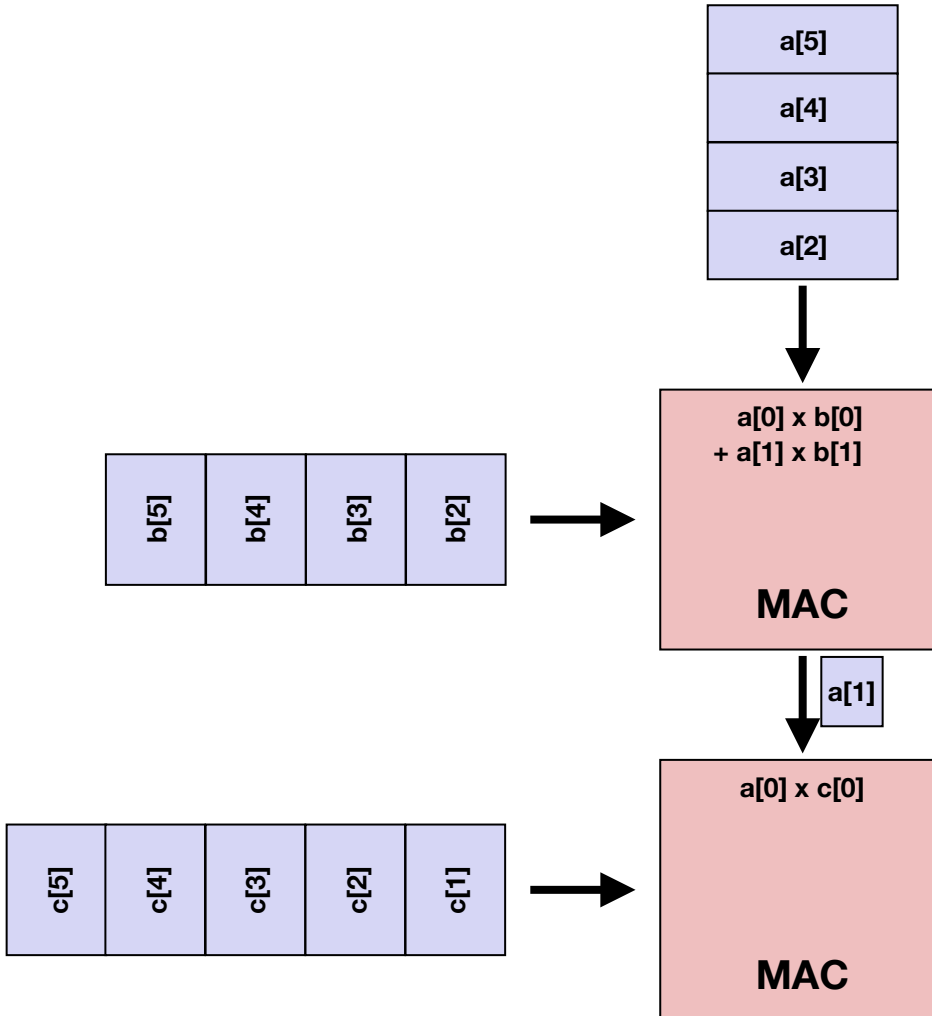 a[5]
a[4]
a[3]
a[2]
a[0] x b[0]
+ a[1] x b[1]
b[5] b[4] b[3] b[2]
MAC
a[1]
a[0] x c[0]
c[5] c[4] c[3] c[2] c[1]
MAC